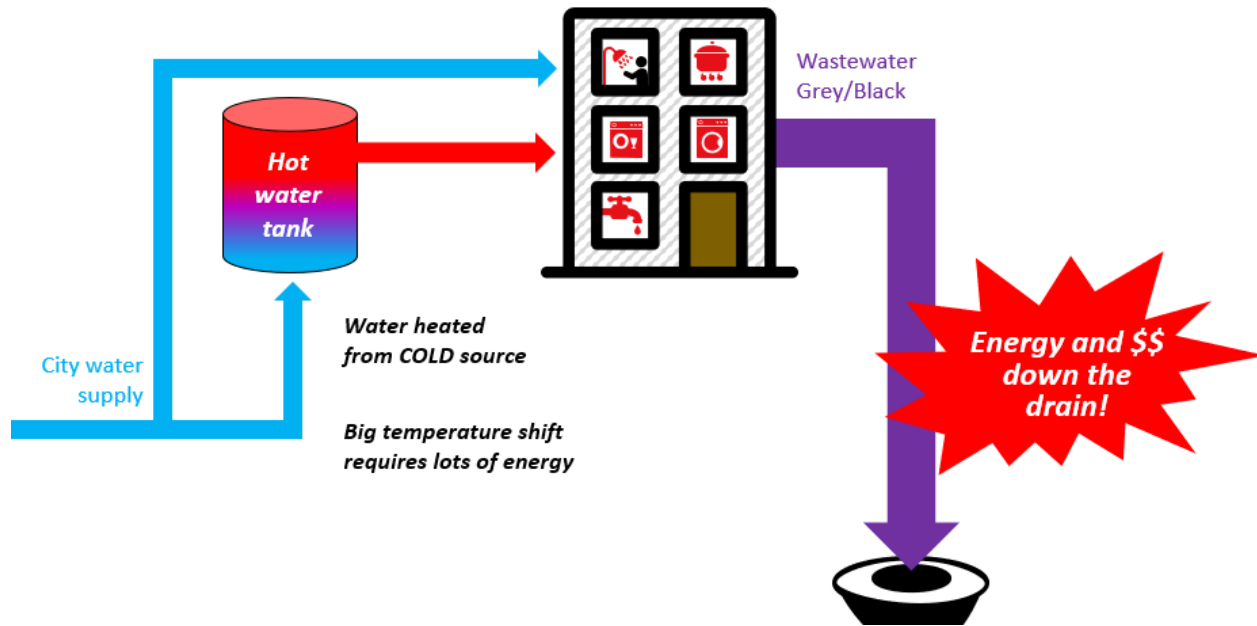 Wastewater
Grey/Black
Hot
water
tank
Water heated
from COLD source
City water
supply
Big temperature shift
requires lots of energy
Energy and $$
down the
drain!